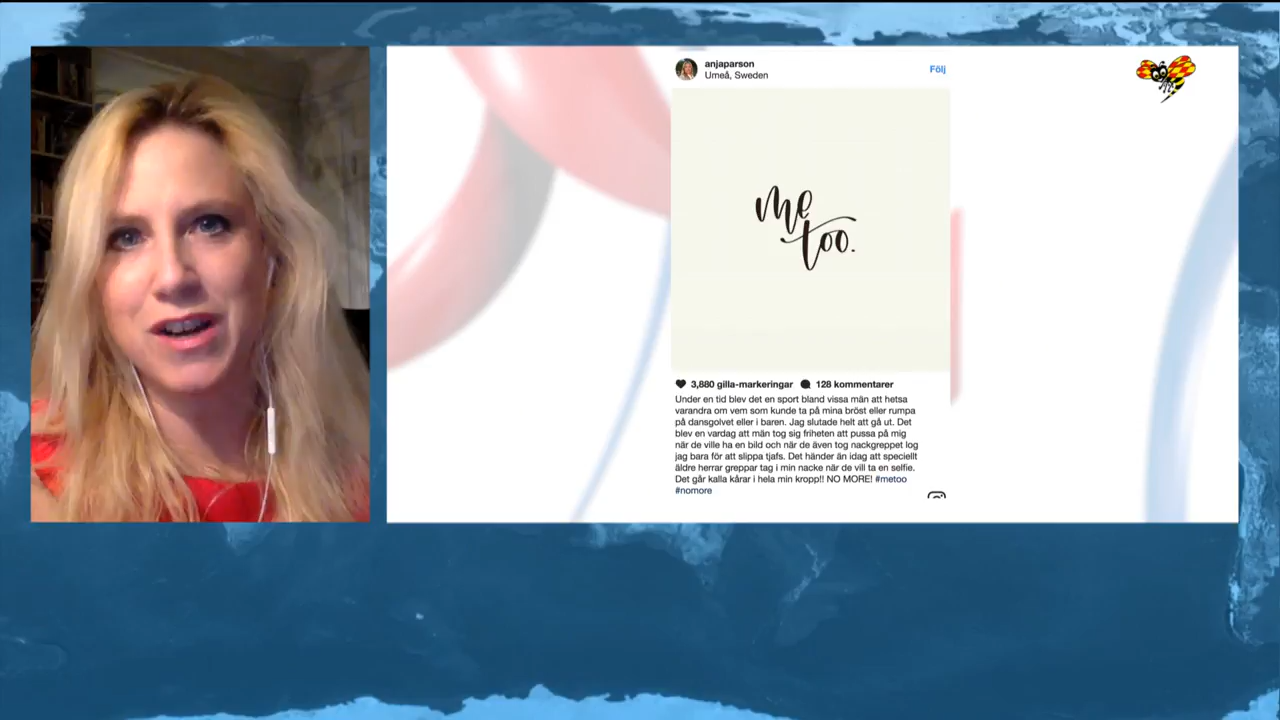 anjaparson
Umeå, Sweden
Följ
me
too.
3,880 gilla-markeringar 128 kommentarer
Under en tid blev det en sport bland vissa män att hetsa
varandra om vem som kunde ta på mina bröst eller rumpa
på dansgolvet eller i baren. Jag slutade helt att gå ut. Det
blev en vardag att män tog sig friheten att pussa på mig
när de ville ha en bild och när de även tog nackgreppet log
jag bara för att slippa tjafs. Det händer än idag att speciellt
äldre herrar greppar tag i min nacke när de vill ta en selfie.
Det går kalla kårar i hela min kropp!! NO MORE! #metoo
#nomore